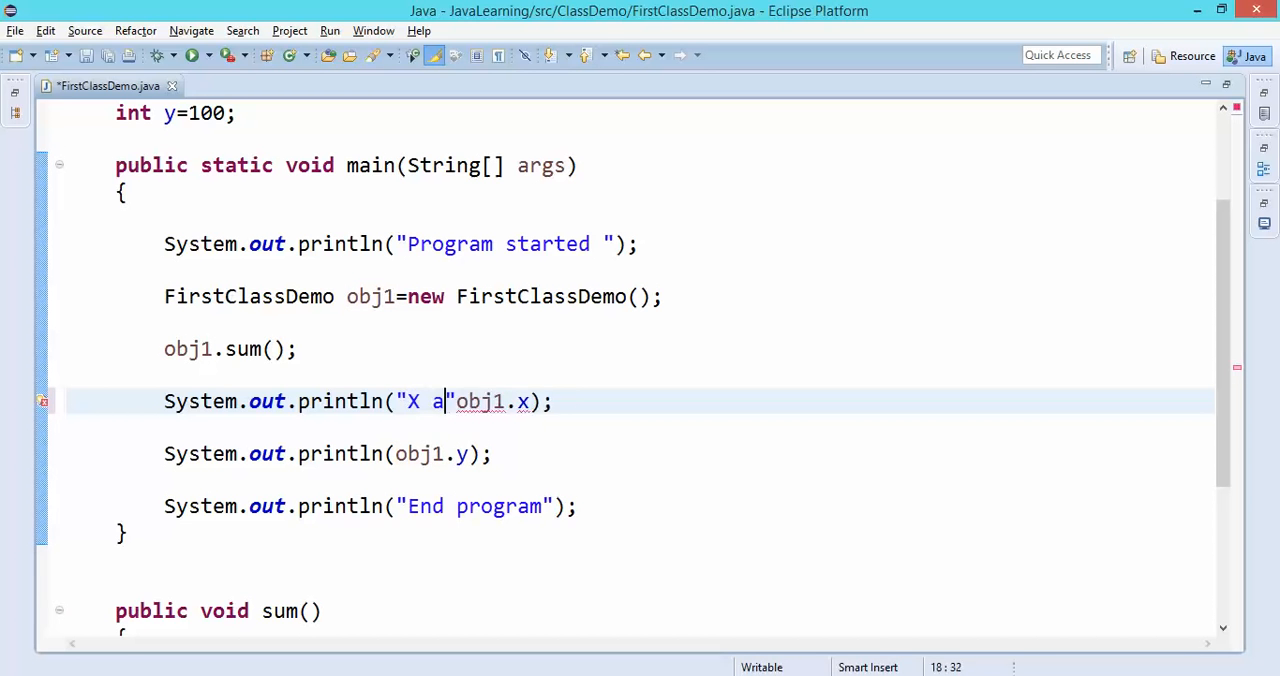 Java - JavaLearning/src/ClassDemo/FirstClassDemo.java - Eclipse Platform
File Edit Source Refactor Navigate Search Project Run Window Help
Quick Access Resource Java
*FirstClassDemo.java
int y=100;
public static void main(String[] args)
{
System.out.println("Program started ");
FirstClassDemo obj1=new FirstClassDemo();
obj1.sum();
System.out.println("X a"obj1.x);
System.out.println(obj1.y);
System.out.println("End program");
}
public void sum()
{
Writable Smart Insert 18 : 32